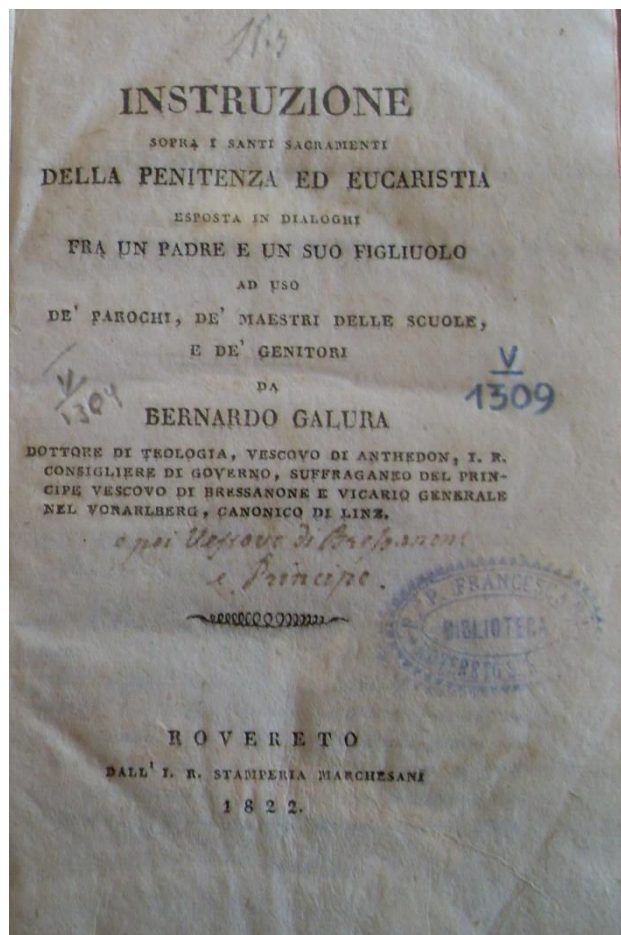 INSTRUZIONE
SOPRA I SANTI SACRAMENTI
DELLA PENITENZA ED EUCARISTIA
ESPOSTA IN DIALOGHI
FRA UN PADRE E UN SUO FIGLIUOLO
AD USO
DE' PAROCHI, DE' MAESTRI DELLE SCUOLE,
E DE' GENITORI
DA
V
1309
V
1304
BERNARDO GALURA
DOTTORE DI TEOLOGIA, VESCOVO DI ANTHEDON, I. R.
CONSIGLIERE DI GOVERNO, SUFFRAGANEO DEL PRIN-
CIPE VESCOVO DI BRESSANONE E VICARIO GENERALE
NEL VORARLBERG, CANONICO DI LINZ.
e poi Vescovo di Bressanone
e Principe.
P. FRANCESCANI
BIBLIOTECA
ROVERETO
DALL' I. R. STAMPERIA MARCHESANI
1822.